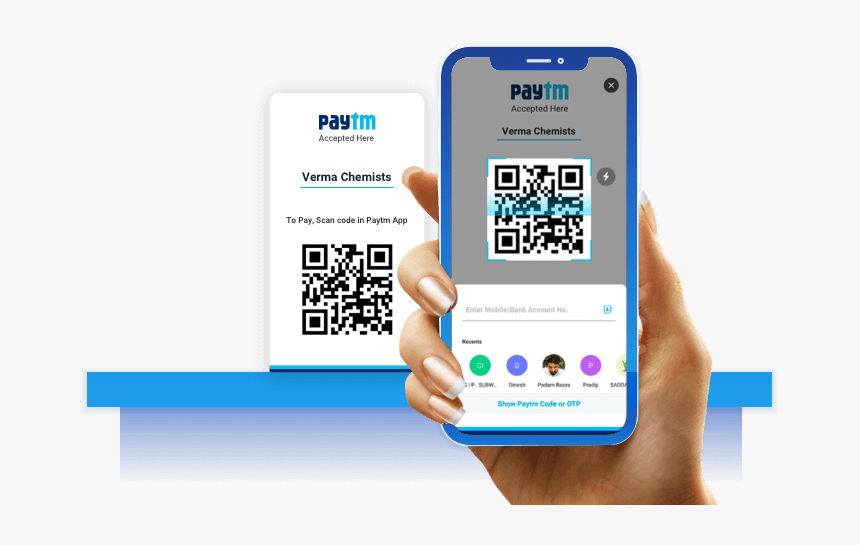 paytm
Accepted Here
Verma Chemists
To Pay, Scan code in Paytm App
paytm
Accepted Here
Verma Chemists
Enter Mobile/Bank Account No.
Recents
GI D P
G I P . SUBW... Dinesh Padam Boora Pradip SADDA
Show Paytm Code or OTP